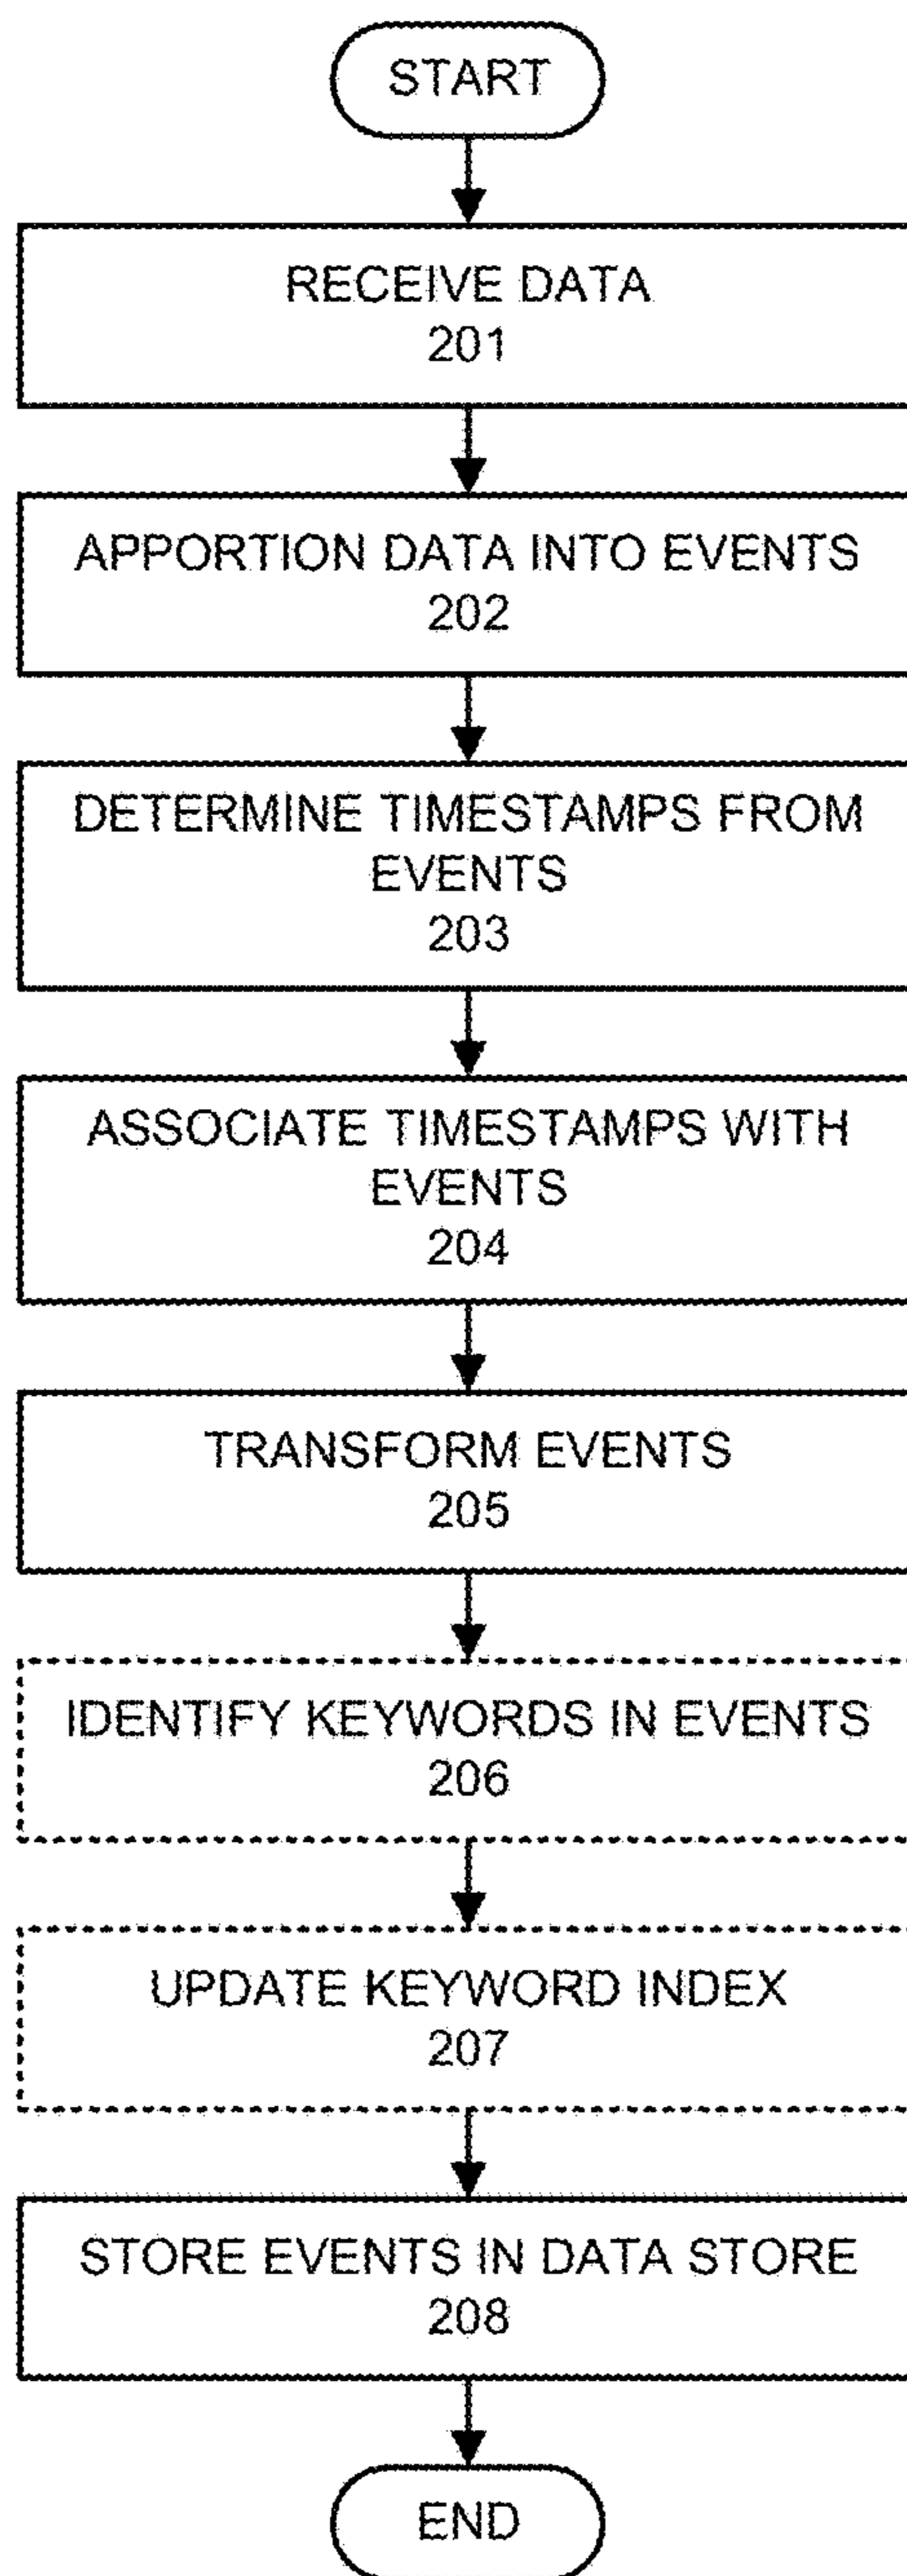 START
RECEIVE DATA
201
APPORTION DATA INTO EVENTS
202
DETERMINE TIMESTAMPS FROM
EVENTS
203
ASSOCIATE TIMESTAMPS WITH
EVENTS
204
TRANSFORM EVENTS
205
IDENTIFY KEYWORDS IN EVENTS
206
UPDATE KEYWORD INDEX
207
STORE EVENTS IN DATA STORE
208
END